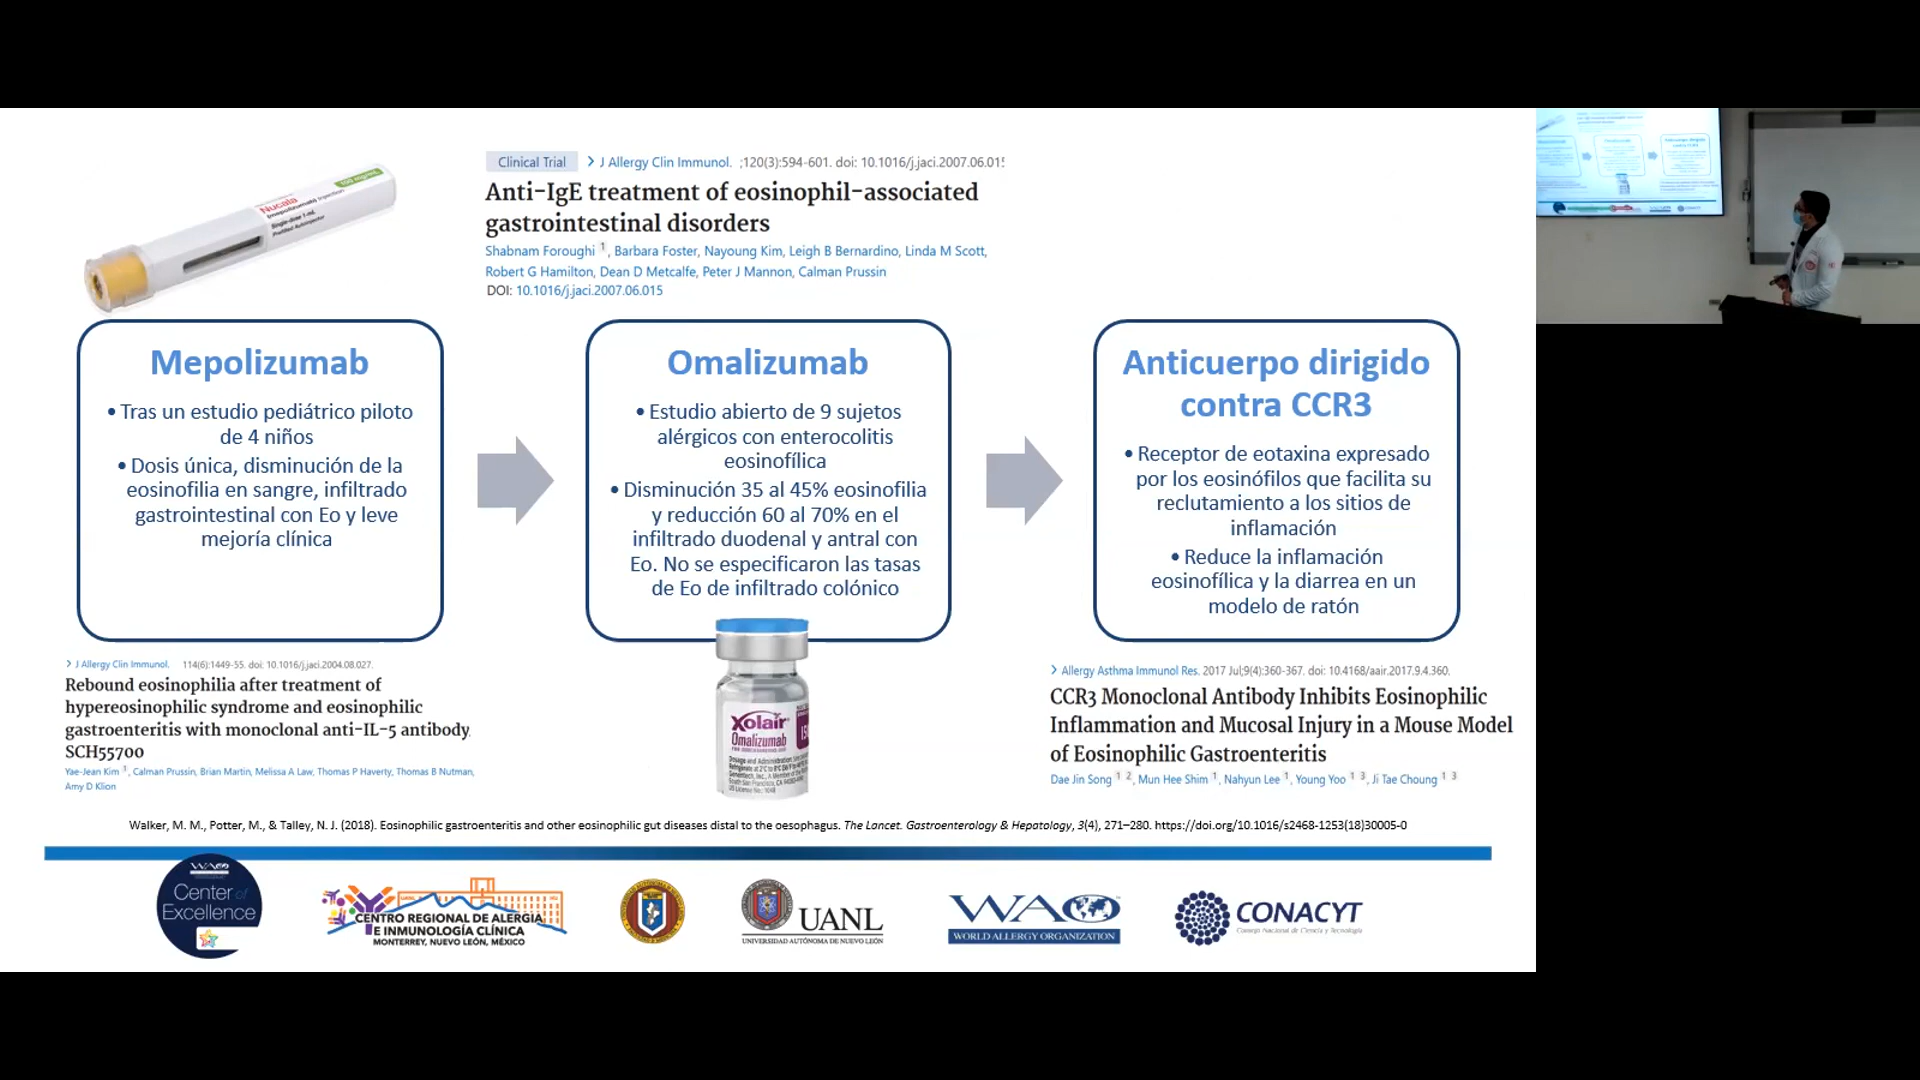 Nucala
(mepolizumab) Injection
100 mg/mL
Clinical Trial > J Allergy Clin Immunol. ;120(3):594-601. doi: 10.1016/j.jaci.2007.06.015
Anti-IgE treatment of eosinophil-associated
gastrointestinal disorders
Shabnam Foroughi 1, Barbara Foster, Nayoung Kim, Leigh B Bernardino, Linda M Scott,
Robert G Hamilton, Dean D Metcalfe, Peter J Mannon, Calman Prussin
DOI: 10.1016/j.jaci.2007.06.015
Mepolizumab
• Tras un estudio pediátrico piloto
de 4 niños
• Dosis única, disminución de la
eosinofilia en sangre, infiltrado
gastrointestinal con Eo y leve
mejoría clínica
Omalizumab
• Estudio abierto de 9 sujetos
alérgicos con enterocolitis
eosinofílica
• Disminución 35 al 45% eosinofilia
y reducción 60 al 70% en el
infiltrado duodenal y antral con
Eo. No se especificaron las tasas
de Eo de infiltrado colónico
Anticuerpo dirigido
contra CCR3
• Receptor de eotaxina expresado
por los eosinófilos que facilita su
reclutamiento a los sitios de
inflamación
• Reduce la inflamación
eosinofílica y la diarrea en un
modelo de ratón
> J Allergy Clin Immunol. 114(6):1449-55. doi: 10.1016/j.jaci.2004.08.027.
Rebound eosinophilia after treatment of
hypereosinophilic syndrome and eosinophilic
gastroenteritis with monoclonal anti-IL-5 antibody
SCH55700
Yae-Jean Kim 1, Calman Prussin, Brian Martin, Melissa A Law, Thomas P Haverty, Thomas B Nutman,
Amy D Klion
Xolair
Omalizumab
> Allergy Asthma Immunol Res. 2017 Jul;9(4):360-367. doi: 10.4168/aair.2017.9.4.360.
CCR3 Monoclonal Antibody Inhibits Eosinophilic
Inflammation and Mucosal Injury in a Mouse Model
of Eosinophilic Gastroenteritis
Dae Jin Song 1 2, Mun Hee Shim 1, Nahyun Lee 1, Young Yoo 1 3, Ji Tae Choung 1 3
Walker, M. M., Potter, M., & Talley, N. J. (2018). Eosinophilic gastroenteritis and other eosinophilic gut diseases distal to the oesophagus. The Lancet. Gastroenterology & Hepatology, 3(4), 271–280. https://doi.org/10.1016/s2468-1253(18)30005-0
WAO
Center of
Excellence
CENTRO REGIONAL DE ALERGIA
E INMUNOLOGÍA CLÍNICA
MONTERREY, NUEVO LEÓN, MÉXICO
UANL
UNIVERSIDAD AUTÓNOMA DE NUEVO LEÓN
WAO
WORLD ALLERGY ORGANIZATION
CONACYT
Consejo Nacional de Ciencia y Tecnología